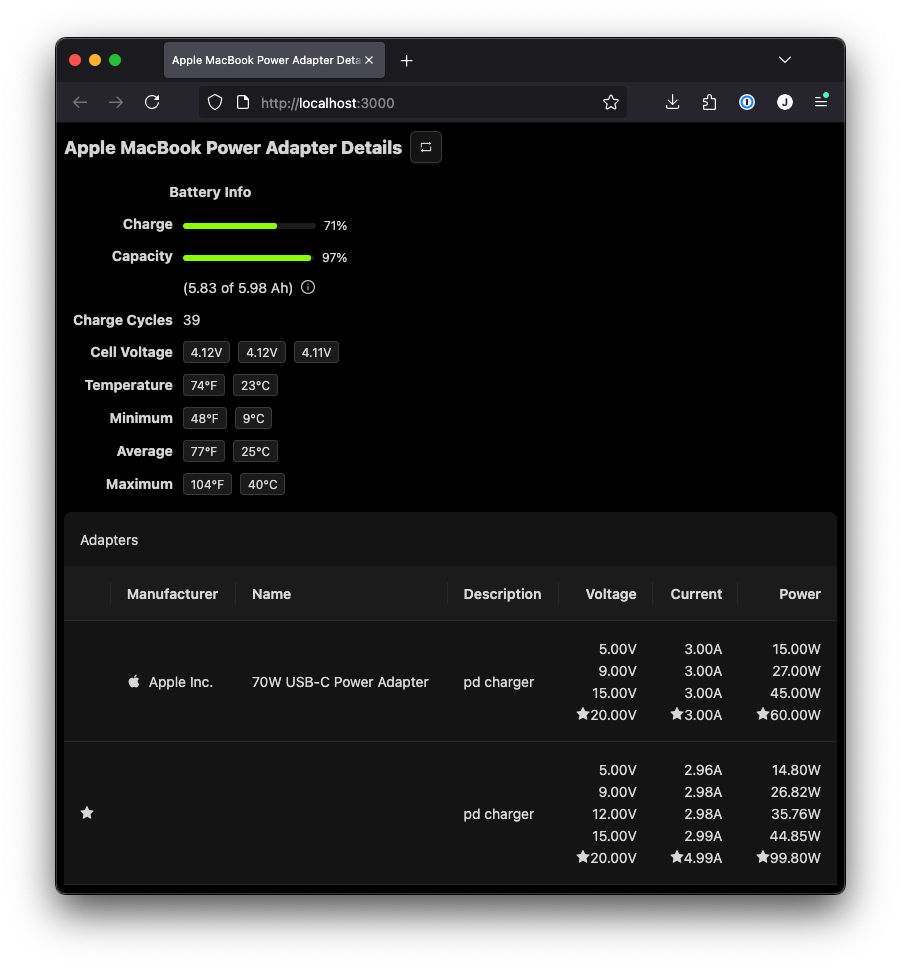 Apple MacBook Power Adapter Deta
http://localhost:3000
J
Apple MacBook Power Adapter Details
Battery Info
Charge 71%
Capacity 97%
(5.83 of 5.98 Ah)
Charge Cycles 39
Cell Voltage 4.12V 4.12V 4.11V
Temperature 74°F 23°C
Minimum 48°F 9°C
Average 77°F 25°C
Maximum 104°F 40°C
Adapters
Manufacturer Name Description Voltage Current Power
5.00V 3.00A 15.00W
9.00V 3.00A 27.00W
Apple Inc. 70W USB-C Power Adapter pd charger
15.00V 3.00A 45.00W
★20.00V ★3.00A ★60.00W
5.00V 2.96A 14.80W
9.00V 2.98A 26.82W
★ pd charger 12.00V 2.98A 35.76W
15.00V 2.99A 44.85W
★20.00V ★4.99A ★99.80W